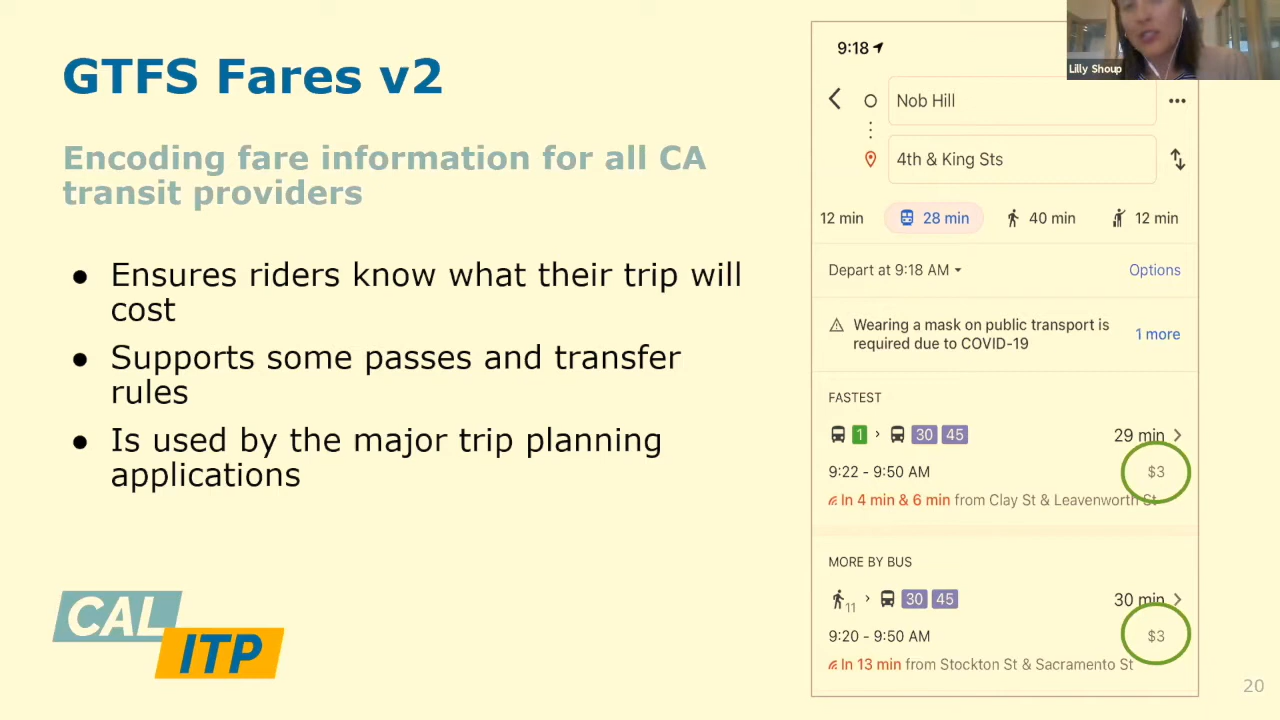 GTFS Fares v2
Encoding fare information for all CA
transit providers
● Ensures riders know what their trip will
cost
● Supports some passes and transfer
rules
● Is used by the major trip planning
applications
CAL
ITP
9:18
Nob Hill
4th & King Sts
12 min 28 min 40 min 12 min
Depart at 9:18 AM Options
Wearing a mask on public transport is
required due to COVID-19
1 more
FASTEST
1 30 45 29 min
9:22 - 9:50 AM $3
In 4 min & 6 min from Clay St & Leavenworth St
MORE BY BUS
11 30 45 30 min
9:20 - 9:50 AM $3
In 13 min from Stockton St & Sacramento St
Lilly Shoup
20